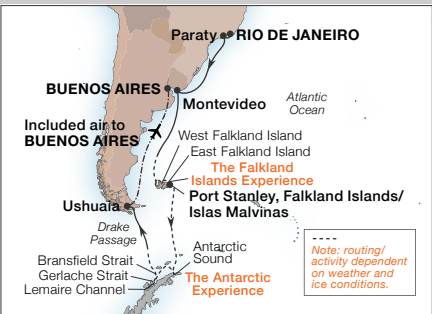 Paraty
RIO DE JANEIRO
BUENOS AIRES
Montevideo
Atlantic
Ocean
Included air to
BUENOS AIRES
West Falkland Island
East Falkland Island
The Falkland
Islands Experience
Port Stanley, Falkland Islands/
Islas Malvinas
Ushuaia
Drake
Passage
Antarctic
Sound
Bransfield Strait
Gerlache Strait
Lemaire Channel
The Antarctic
Experience
Note: routing/
activity dependent
on weather and
ice conditions.